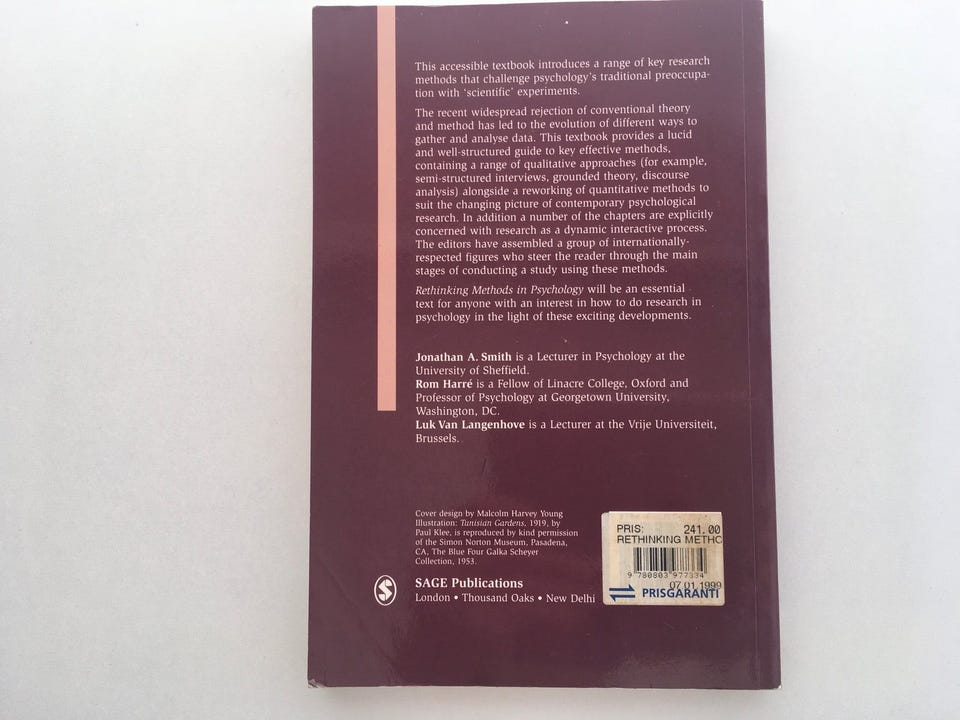 This accessible textbook introduces a range of key research
methods that challenge psychology's traditional preoccupa-
tion with 'scientific' experiments.
The recent widespread rejection of conventional theory
and method has led to the evolution of different ways to
gather and analyse data. This textbook provides a lucid
and well-structured guide to key effective methods,
containing a range of qualitative approaches (for example,
semi-structured interviews, grounded theory, discourse
analysis) alongside a reworking of quantitative methods to
suit the changing picture of contemporary psychological
research. In addition a number of the chapters are explicitly
concerned with research as a dynamic interactive process.
The editors have assembled a group of internationally-
respected figures who steer the reader through the main
stages of conducting a study using these methods.
Rethinking Methods in Psychology will be an essential
text for anyone with an interest in how to do research in
psychology in the light of these exciting developments.
Jonathan A. Smith is a Lecturer in Psychology at the
University of Sheffield.
Rom Harré is a Fellow of Linacre College, Oxford and
Professor of Psychology at Georgetown University,
Washington, DC.
Luk Van Langenhove is a Lecturer at the Vrije Universiteit,
Brussels.
Cover design by Malcolm Harvey Young
Illustration: Tunisian Gardens, 1919, by
Paul Klee, is reproduced by kind permission
of the Simon Norton Museum, Pasadena,
CA, The Blue Four Galka Scheyer
Collection, 1953.
S
SAGE Publications
London • Thousand Oaks • New Delhi
PRIS: 241.00
RETHINKING METHO
9 780803 977334
07.01.1999
PRISGARANTI